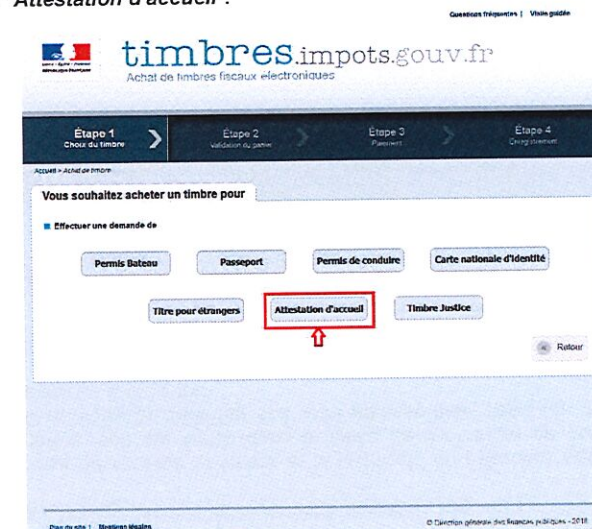 Attestation d'accueil :
Questions fréquentes | Visite guidée
timbres.impots.gouv.fr
Achat de timbres fiscaux électroniques
Étape 1
Choix du timbre
Étape 2
Validation du panier
Étape 3
Paiement
Étape 4
Enregistrement
Accueil > Achat de timbre
Vous souhaitez acheter un timbre pour
Effectuer une demande de
Permis Bateau
Passeport
Permis de conduire
Carte nationale d'identité
Titre pour étrangers
Attestation d'accueil
Timbre Justice
Retour
Plan du site | Mentions légales
© Direction générale des finances publiques - 2018